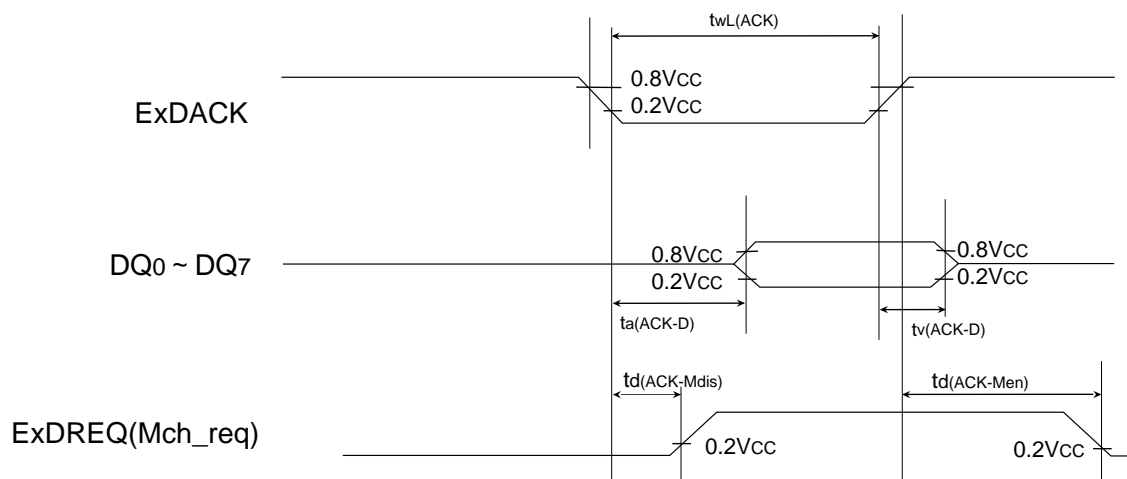 twL(ACK)
0.8VCC
0.2VCC
ExDACK
0.8VCC
0.2VCC
0.8VCC
0.2VCC
DQ0 ~ DQ7
ta(ACK-D)
tv(ACK-D)
td(ACK-Mdis)
td(ACK-Men)
ExDREQ(Mch_req)
0.2VCC
0.2VCC